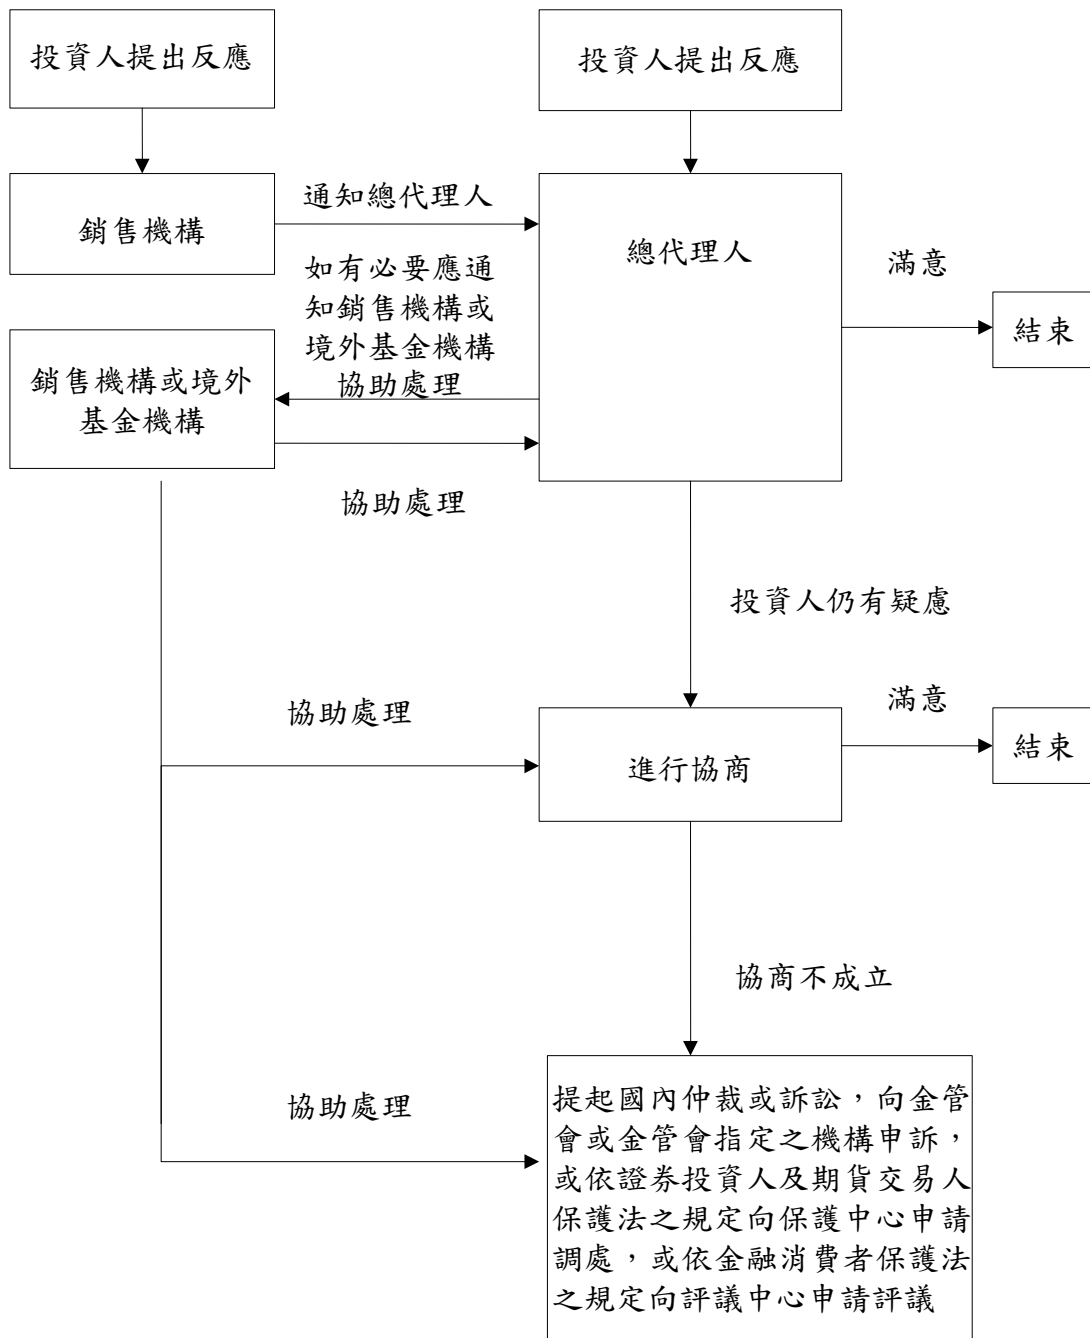 投資人提出反應
投資人提出反應
銷售機構
通知總代理人
總代理人
滿意
結束
如有必要應通
知銷售機構或
境外基金機構
協助處理
銷售機構或境外
基金機構
協助處理
投資人仍有疑慮
協助處理
進行協商
滿意
結束
協商不成立
協助處理
提起國內仲裁或訴訟，向金管
會或金管會指定之機構申訴，
或依證券投資人及期貨交易人
保護法之規定向保護中心申請
調處，或依金融消費者保護法
之規定向評議中心申請評議